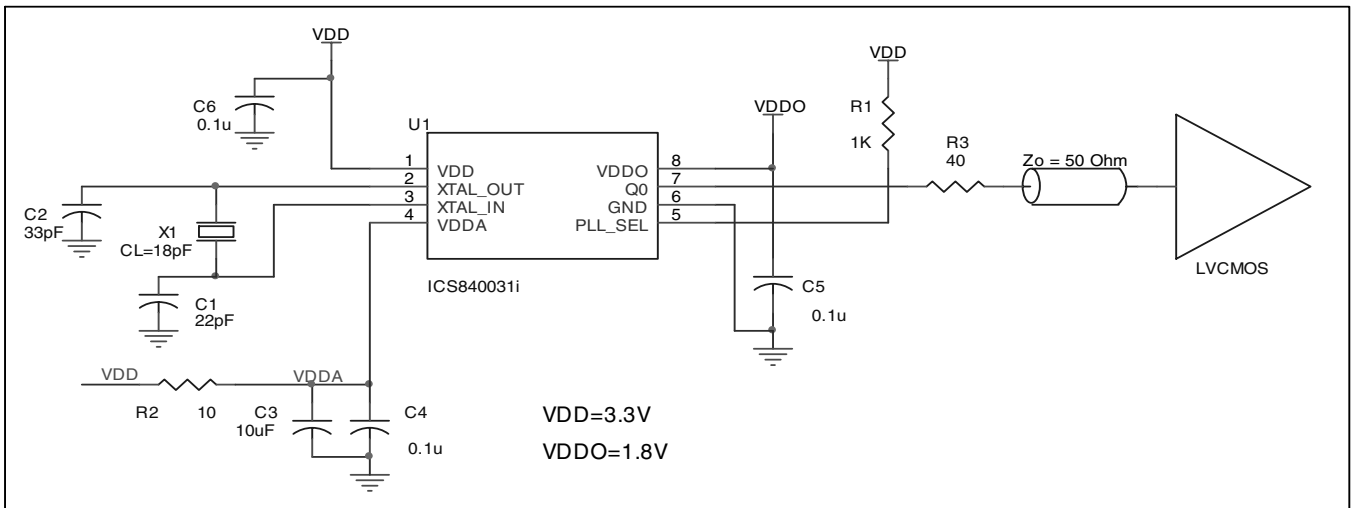 VDD
C6
0.1u
U1
VDD
VDDO
R1
1K
R3
40
Zo = 50 Ohm
1
2
3
4
VDD
XTAL_OUT
XTAL_IN
VDDA
VDDO
Q0
GND
PLL_SEL
8
7
6
5
C2
33pF
X1
CL=18pF
C1
22pF
ICS840031i
C5
0.1u
LVCMOS
VDD
VDDA
R2
10
C3
10uF
C4
0.1u
VDD=3.3V
VDDO=1.8V